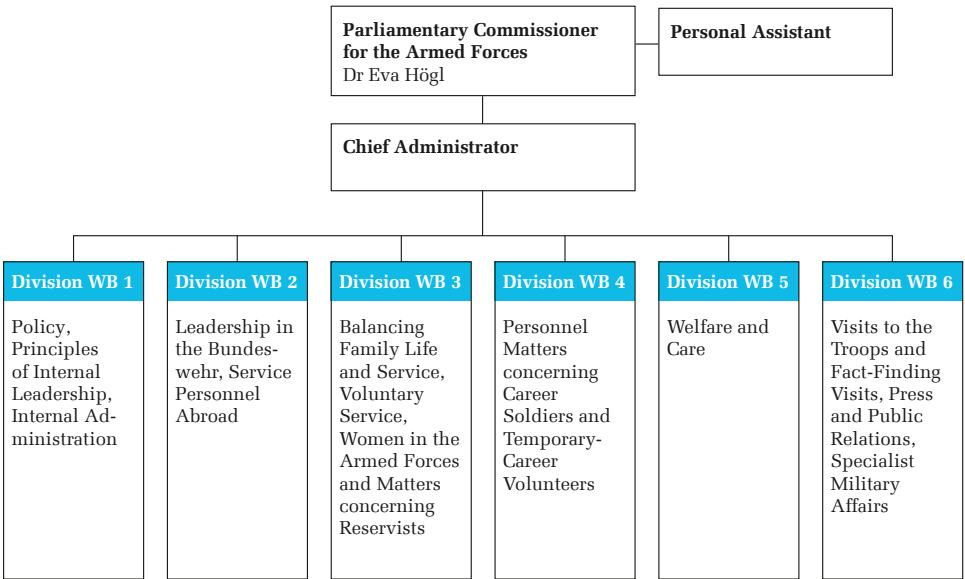 Parliamentary Commissioner
for the Armed Forces
Dr Eva Högl
Personal Assistant
Chief Administrator
Division WB 1
Policy,
Principles
of Internal
Leadership,
Internal Ad-
ministration
Division WB 2
Leadership in
the Bundes-
wehr, Service
Personnel
Abroad
Division WB 3
Balancing
Family Life
and Service,
Voluntary
Service,
Women in the
Armed Forces
and Matters
concerning
Reservists
Division WB 4
Personnel
Matters
concerning
Career
Soldiers and
Temporary-
Career
Volunteers
Division WB 5
Welfare and
Care
Division WB 6
Visits to the
Troops and
Fact-Finding
Visits, Press
and Public
Relations,
Specialist
Military
Affairs